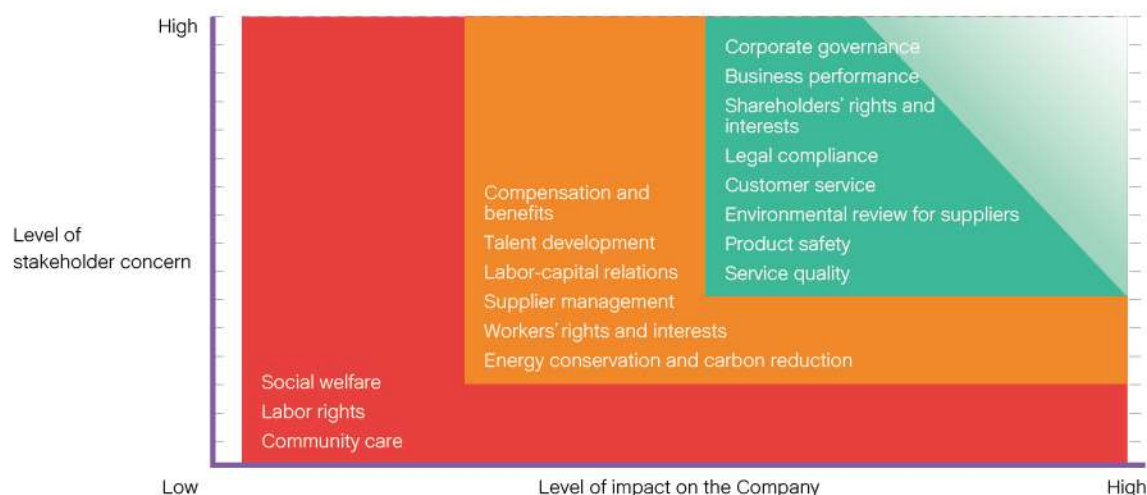 High
Corporate governance
Business performance
Shareholders' rights and
interests
Legal compliance
Customer service
Environmental review for suppliers
Product safety
Service quality
Compensation and
benefits
Talent development
Labor-capital relations
Supplier management
Workers' rights and interests
Energy conservation and carbon reduction
Level of
stakeholder concern
Social welfare
Labor rights
Community care
Low
Level of impact on the Company
High